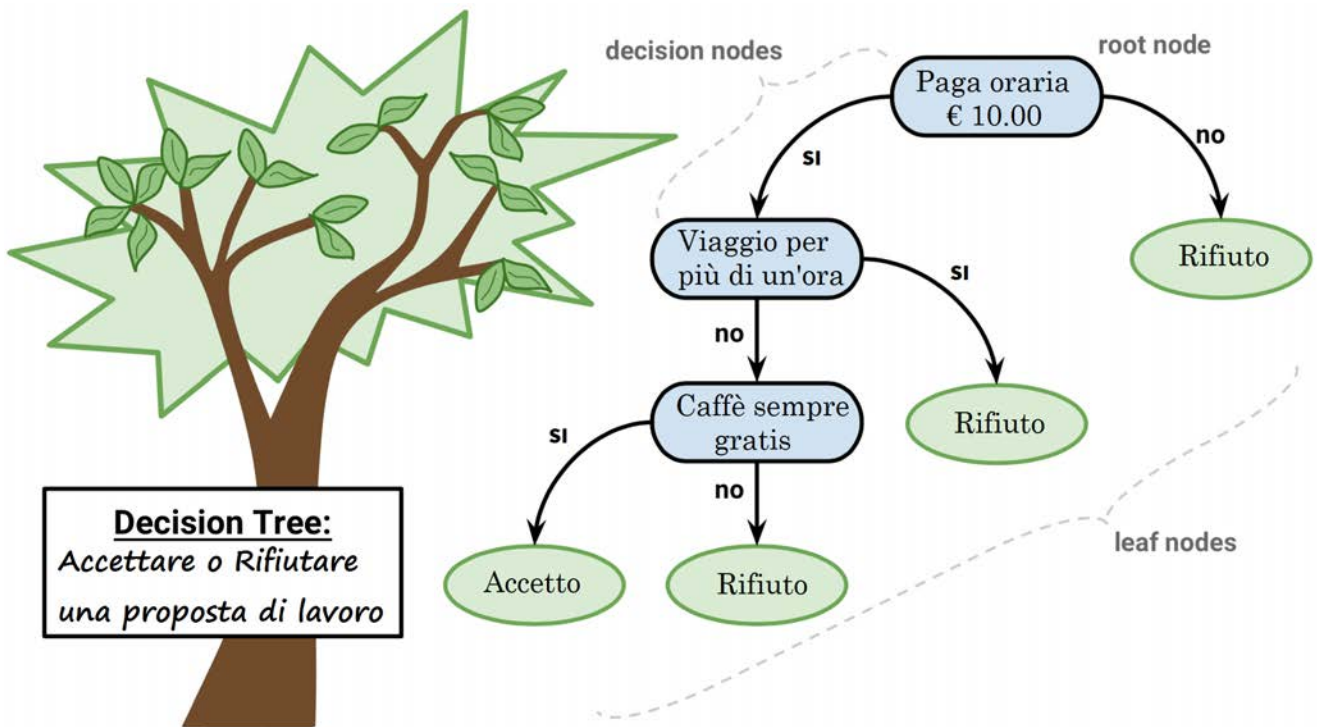 decision nodes
root node
Paga oraria
€ 10.00
SI
no
Viaggio per
più di un'ora
Rifiuto
SI
no
Caffè sempre
gratis
Rifiuto
SI
no
Decision Tree:
Accettare o Rifiutare
una proposta di lavoro
Accetto
Rifiuto
leaf nodes